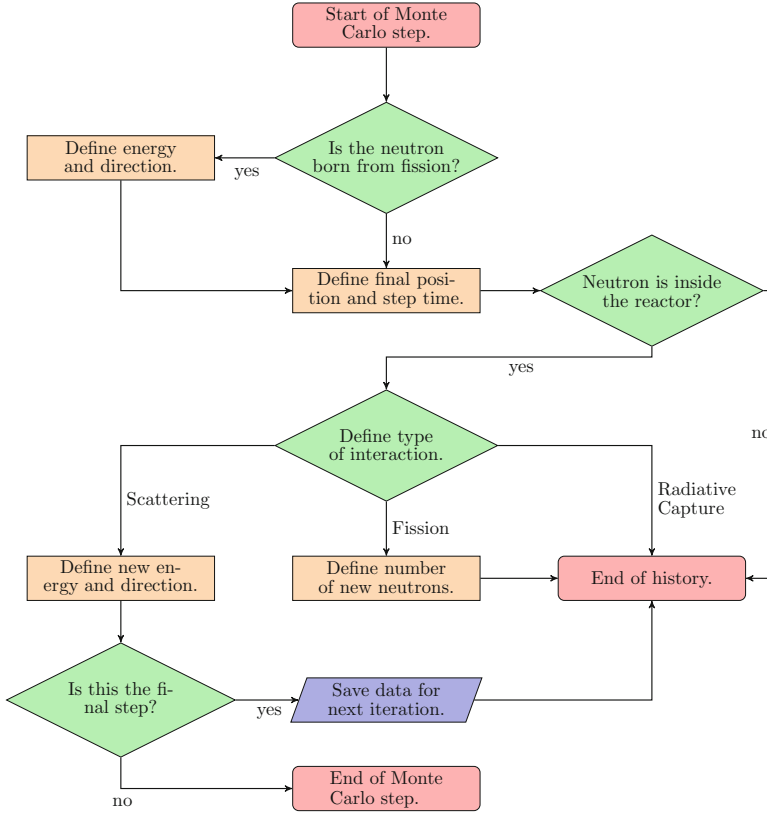 Start of Monte
Carlo step.
Is the neutron
born from fission?
Define energy
and direction.
yes
no
Define final posi-
tion and step time.
Neutron is inside
the reactor?
yes
no
Define type
of interaction.
Scattering
Fission
Radiative
Capture
Define new en-
ergy and direction.
Define number
of new neutrons.
End of history.
Is this the fi-
nal step?
yes
Save data for
next iteration.
no
End of Monte
Carlo step.